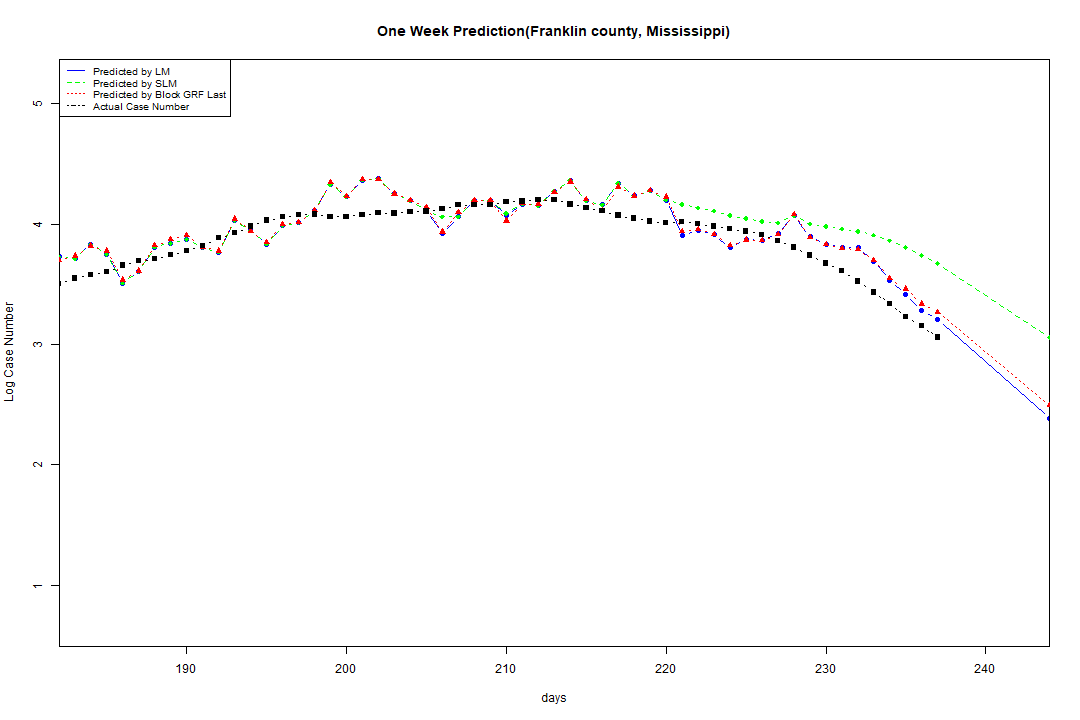 One Week Prediction(Franklin county, Mississippi)
Predicted by LM
Predicted by SLM
Predicted by Block GRF Last
Actual Case Number
5
4
3
2
1
Log Case Number
190
200
210
220
230
240
days